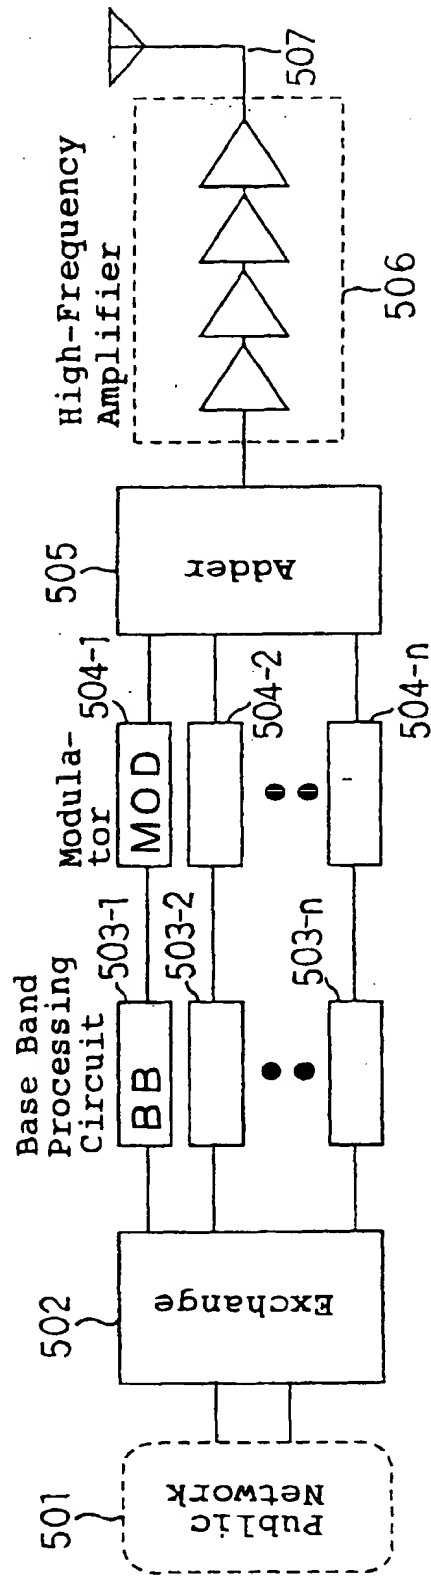 501
Public
Network
502
Exchange
Base Band
Processing
Circuit
503-1
BB
503-2
503-n
Modula-
tor
504-1
MOD
504-2
504-n
505
Adder
High-Frequency
Amplifier
506
507